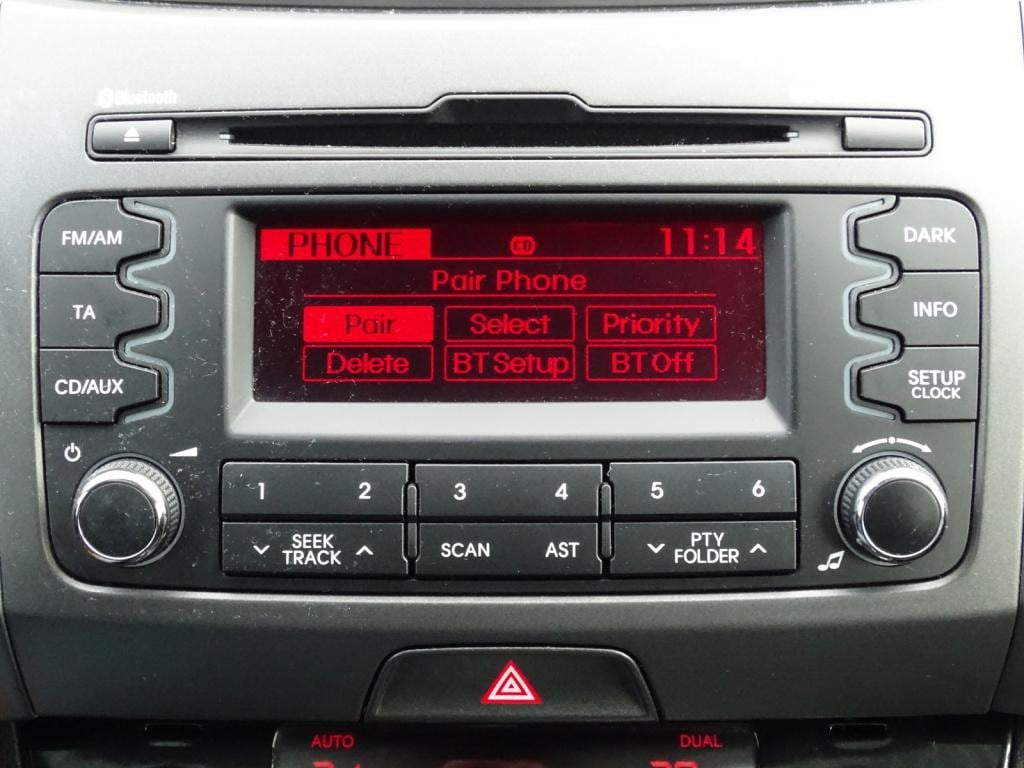 Bluetooth
PHONE CD 11:14
Pair Phone
Pair Select Priority
Delete BT Setup BT Off
FM/AM
TA
CD/AUX
DARK
INFO
SETUP
CLOCK
1 2 3 4 5 6
SEEK
TRACK
SCAN AST
PTY
FOLDER
AUTO DUAL